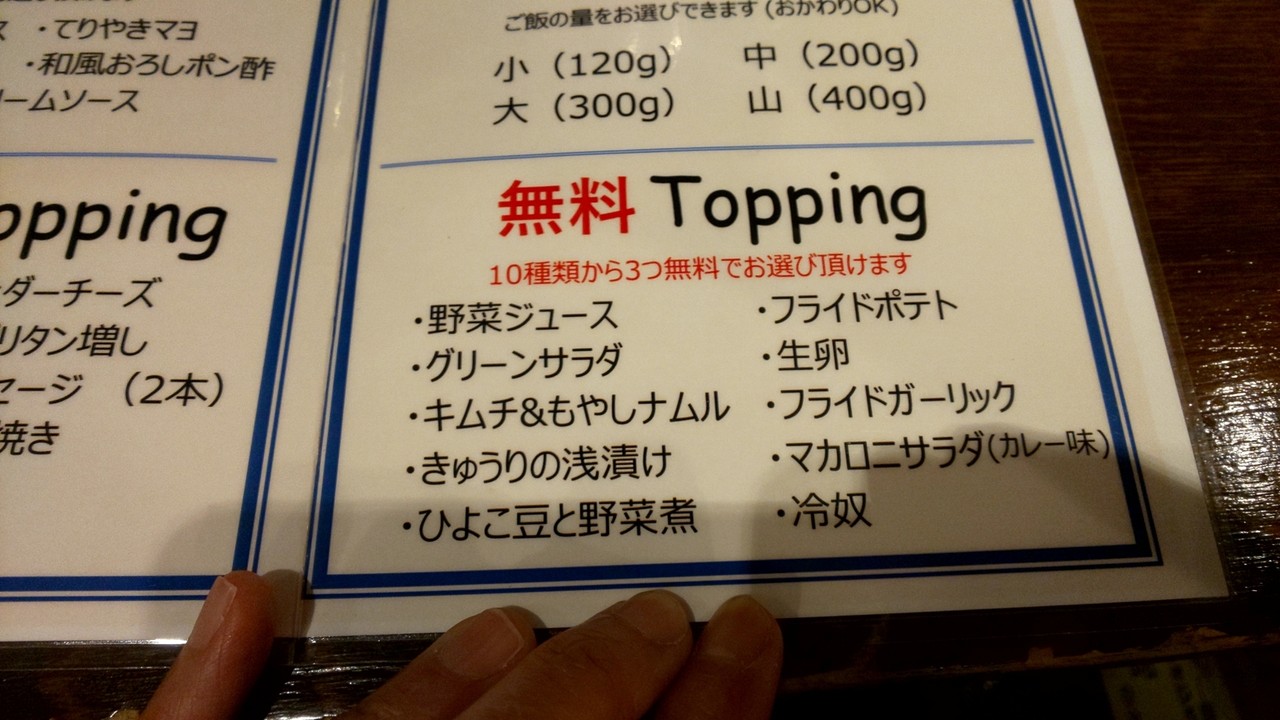 ・てりやきマヨ
・和風おろしポン酢
ームソース
opping
ダーチーズ
リタン増し
セージ （2本）
焼き
ご飯の量をお選びできます (おかわりOK)
小（120g） 中（200g）
大（300g） 山（400g）
無料 Topping
10種類から3つ無料でお選び頂けます
・野菜ジュース ・フライドポテト
・グリーンサラダ ・生卵
・キムチ&もやしナムル ・フライドガーリック
・きゅうりの浅漬け ・マカロニサラダ(カレー味)
・ひよこ豆と野菜煮 ・冷奴